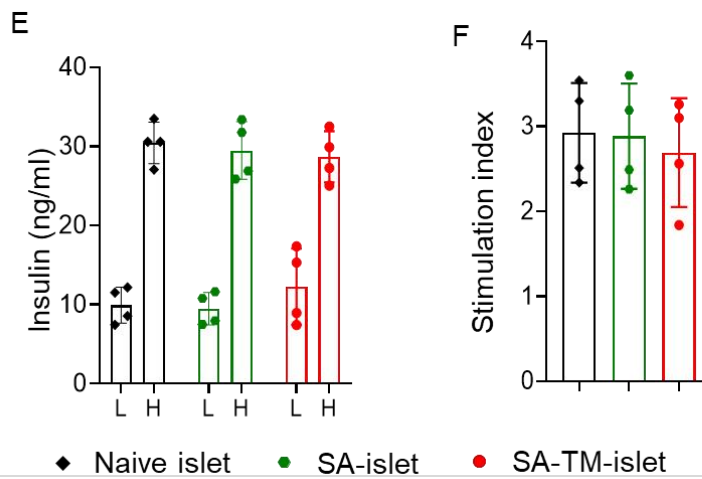 E
F
Insulin (ng/ml)
40
30
20
10
0
L H L H L H
Stimulation index
4
3
2
1
0
Naive islet SA-islet SA-TM-islet